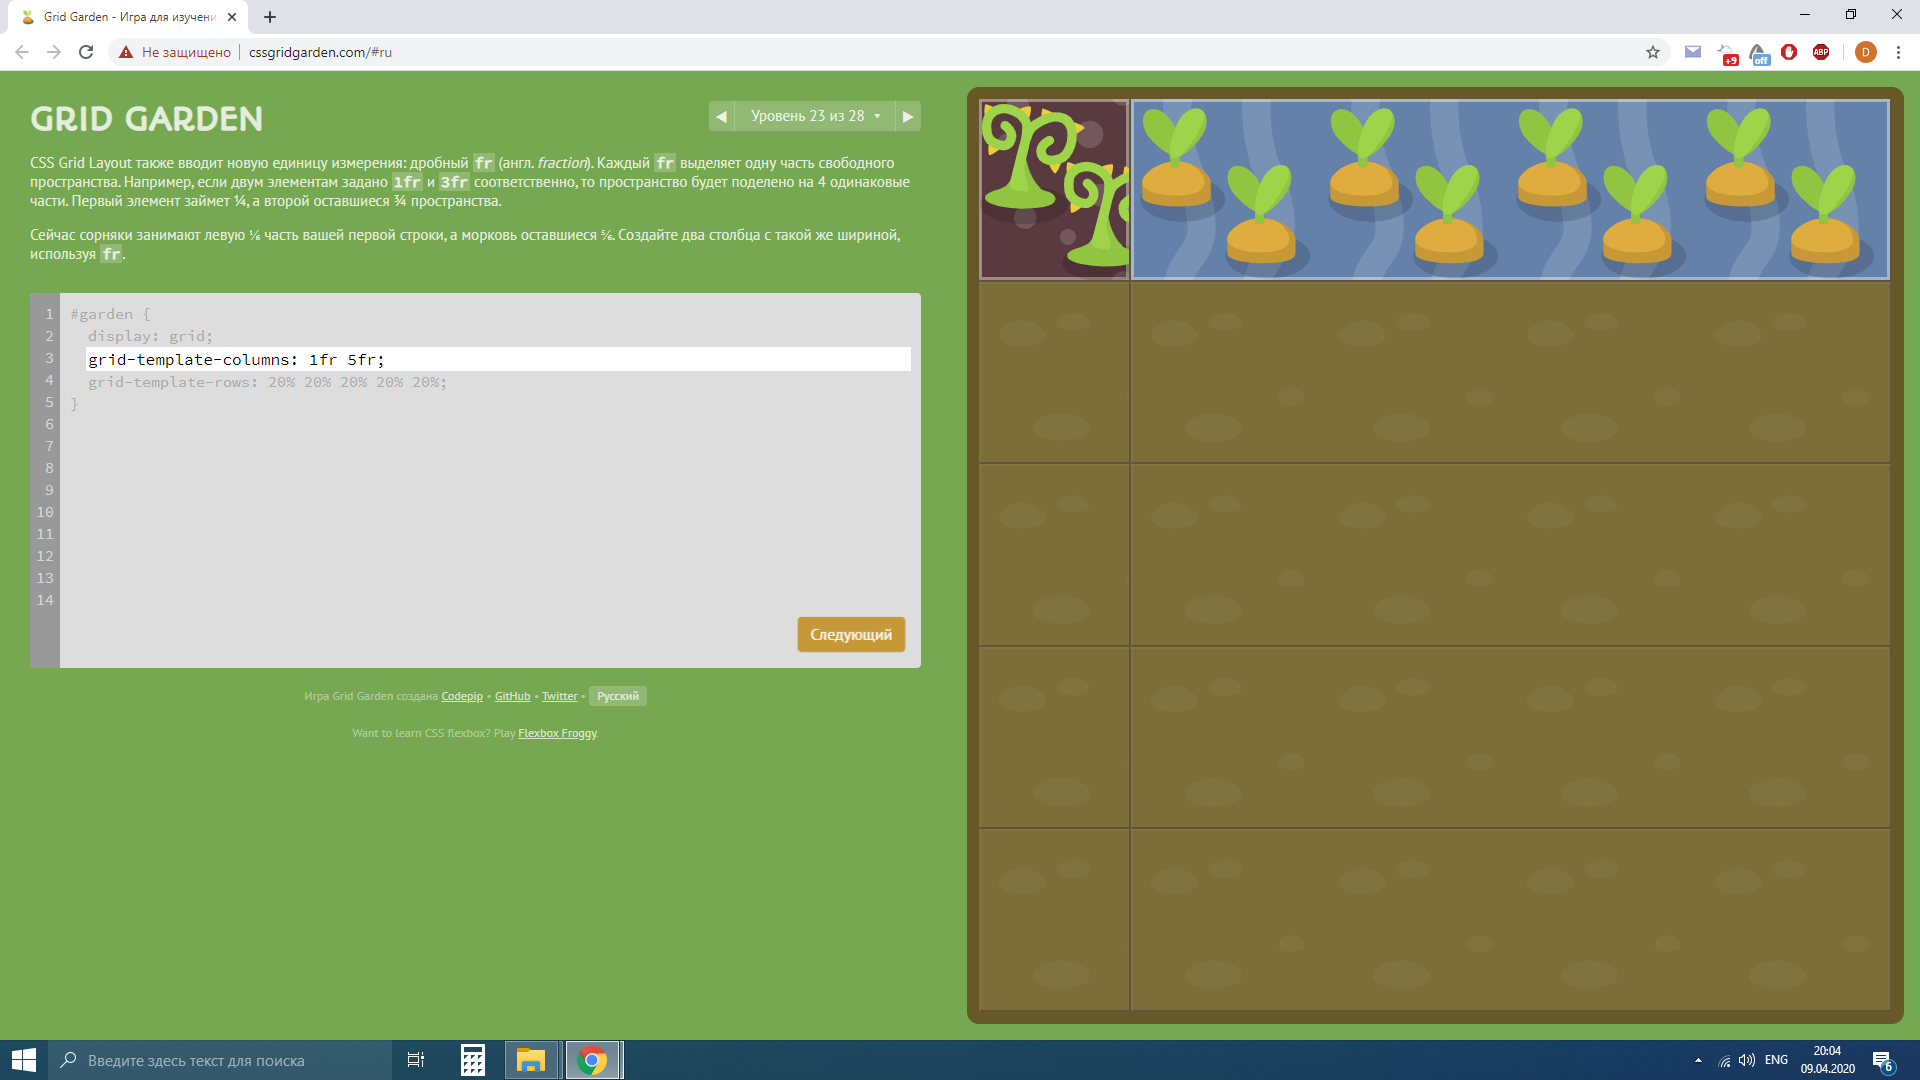 Grid Garden - Игра для изучени
Не защищено
cssgridgarden.com/#ru
+9
off
ABP
D
GRID GARDEN
Уровень 23 из 28
CSS Grid Layout также вводит новую единицу измерения: дробный fr (англ. fraction). Каждый fr выделяет одну часть свободного
пространства. Например, если двум элементам задано 1fr и 3fr соответственно, то пространство будет поделено на 4 одинаковые
части. Первый элемент займет ¼, а второй оставшиеся ¾ пространства.
Сейчас сорняки занимают левую ⅙ часть вашей первой строки, а морковь оставшиеся ⅚. Создайте два столбца с такой же шириной,
используя fr.
1 #garden {
2 display: grid;
3 grid-template-columns: 1fr 5fr;
4 grid-template-rows: 20% 20% 20% 20% 20%;
5 }
6
7
8
9
10
11
12
13
14
Следующий
Игра Grid Garden создана Codepip • GitHub • Twitter • Русский
Want to learn CSS flexbox? Play Flexbox Froggy.
Введите здесь текст для поиска
ENG
20:04
09.04.2020
6